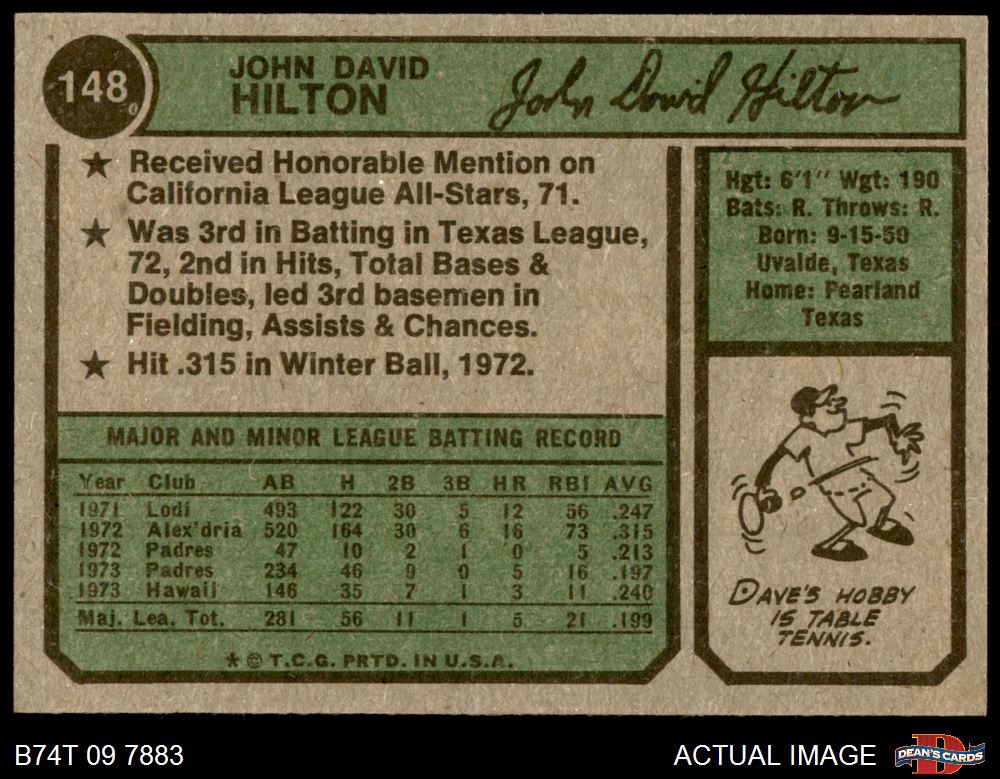 148
JOHN DAVID
HILTON
John David Hilton
★ Received Honorable Mention on
California League All-Stars, 71.
★ Was 3rd in Batting in Texas League,
72, 2nd in Hits, Total Bases &
Doubles, led 3rd basemen in
Fielding, Assists & Chances.
★ Hit .315 in Winter Ball, 1972.
Hgt: 6'1" Wgt: 190
Bats: R. Throws: R.
Born: 9-15-50
Uvalde, Texas
Home: Pearland
Texas
MAJOR AND MINOR LEAGUE BATTING RECORD
Year Club AB H 2B 3B HR RBI AVG
1971 Lodi 493 122 30 5 12 56 .247
1972 Alex'dria 520 164 30 6 16 73 .315
1972 Padres 47 10 2 1 0 5 .213
1973 Padres 234 46 9 0 5 16 .197
1973 Hawaii 146 35 7 1 3 11 .240
Maj. Lea. Tot. 281 56 11 1 5 21 .199
* © T.C.G. PRTD. IN U.S.A.
DAVE'S HOBBY
IS TABLE
TENNIS.
B74T 09 7883
ACTUAL IMAGE
DEAN'S CARDS